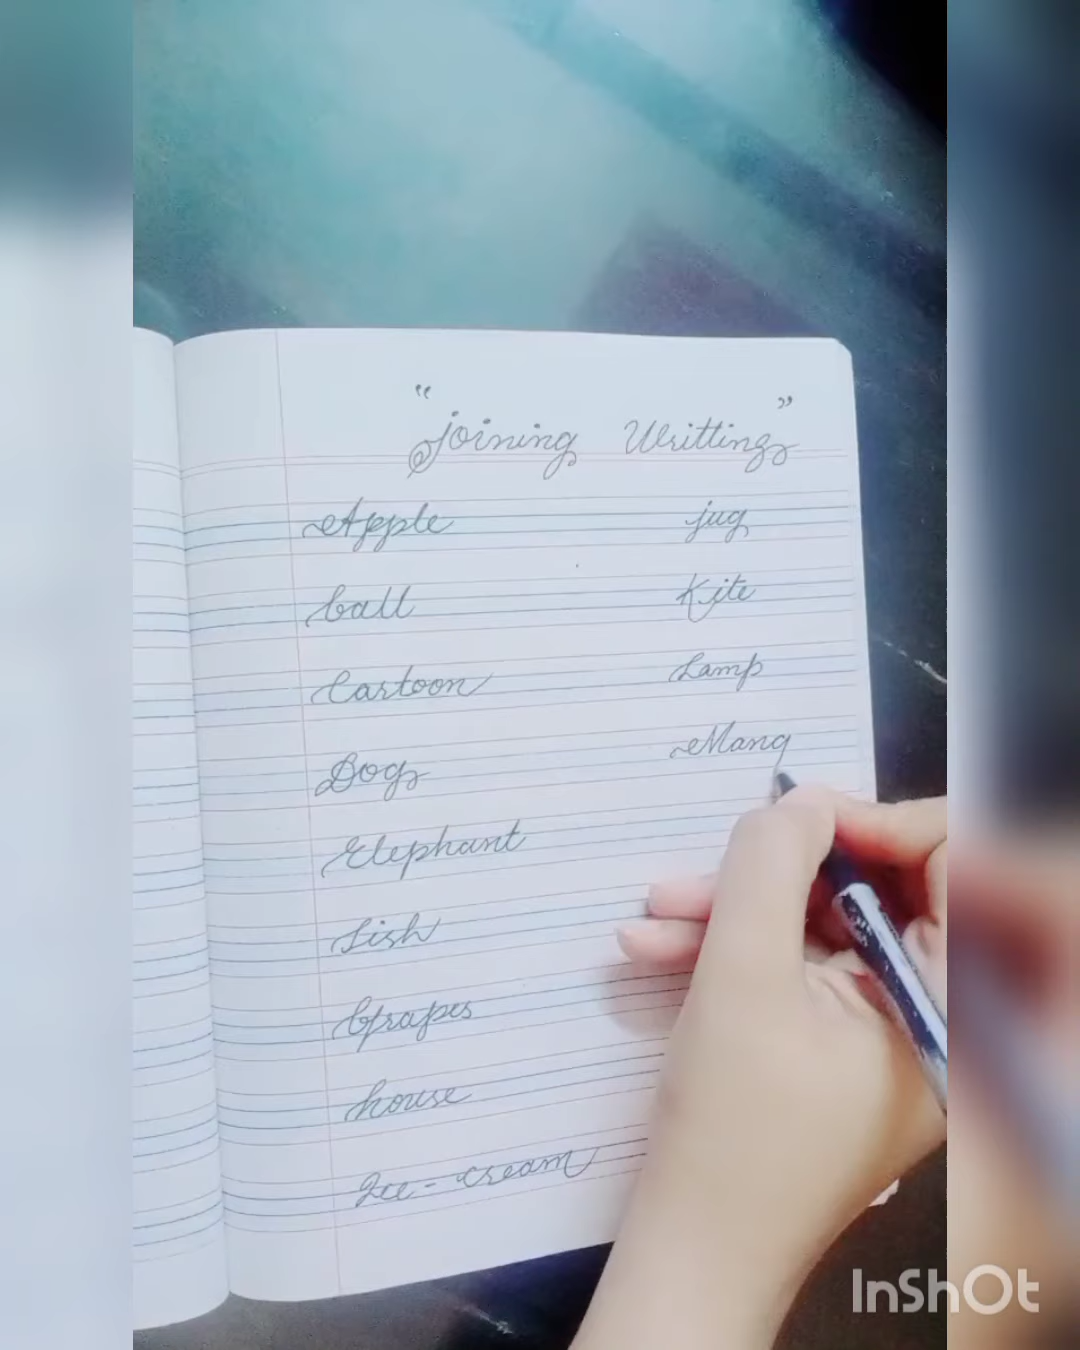 "joining Writting"
Apple
ball
Cartoon
Dog
Elephant
Fish
Grapes
house
Ice-cream
jug
Kite
Lamp
Mang
InShOt